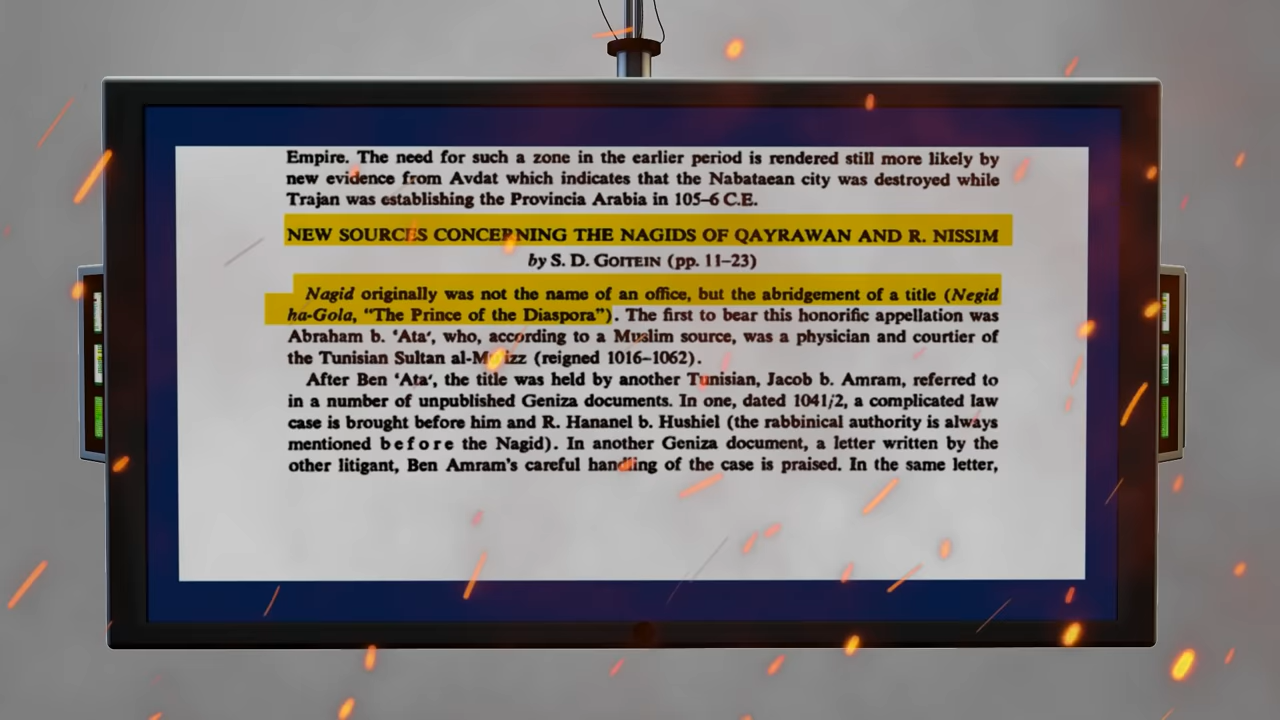 Empire. The need for such a zone in the earlier period is rendered still more likely by
new evidence from Avdat which indicates that the Nabataean city was destroyed while
Trajan was establishing the Provincia Arabia in 105–6 C.E.
NEW SOURCES CONCERNING THE NAGIDS OF QAYRAWAN AND R. NISSIM
by S. D. GOITEIN (pp. 11–23)
Nagid originally was not the name of an office, but the abridgement of a title (Negid
ha-Gola, “The Prince of the Diaspora”). The first to bear this honorific appellation was
Abraham b. ‘Ata’, who, according to a Muslim source, was a physician and courtier of
the Tunisian Sultan al-Mu‘izz (reigned 1016–1062).
After Ben ‘Ata’, the title was held by another Tunisian, Jacob b. Amram, referred to
in a number of unpublished Geniza documents. In one, dated 1041/2, a complicated law
case is brought before him and R. Hananel b. Hushiel (the rabbinical authority is always
mentioned before the Nagid). In another Geniza document, a letter written by the
other litigant, Ben Amram’s careful handling of the case is praised. In the same letter,